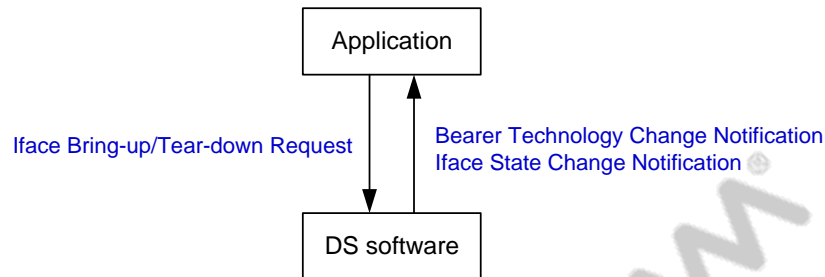 Application
Iface Bring-up/Tear-down Request
Bearer Technology Change Notification
Iface State Change Notification
DS software